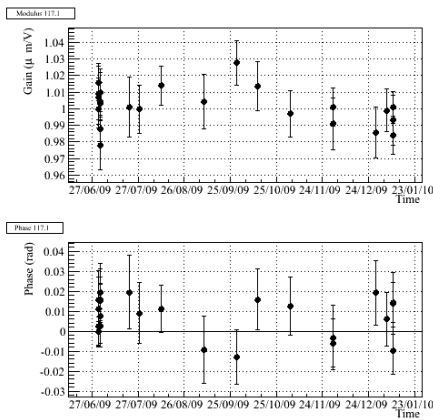 Modulus 117.1
Gain (μ m/V)
1.04
1.03
1.02
1.01
1
0.99
0.98
0.97
0.96
27/06/09 27/07/09 26/08/09 25/09/09 25/10/09 24/11/09 24/12/09 23/01/10
Time
Phase 117.1
Phase (rad)
0.04
0.03
0.02
0.01
0
-0.01
-0.02
-0.03
27/06/09 27/07/09 26/08/09 25/09/09 25/10/09 24/11/09 24/12/09 23/01/10
Time